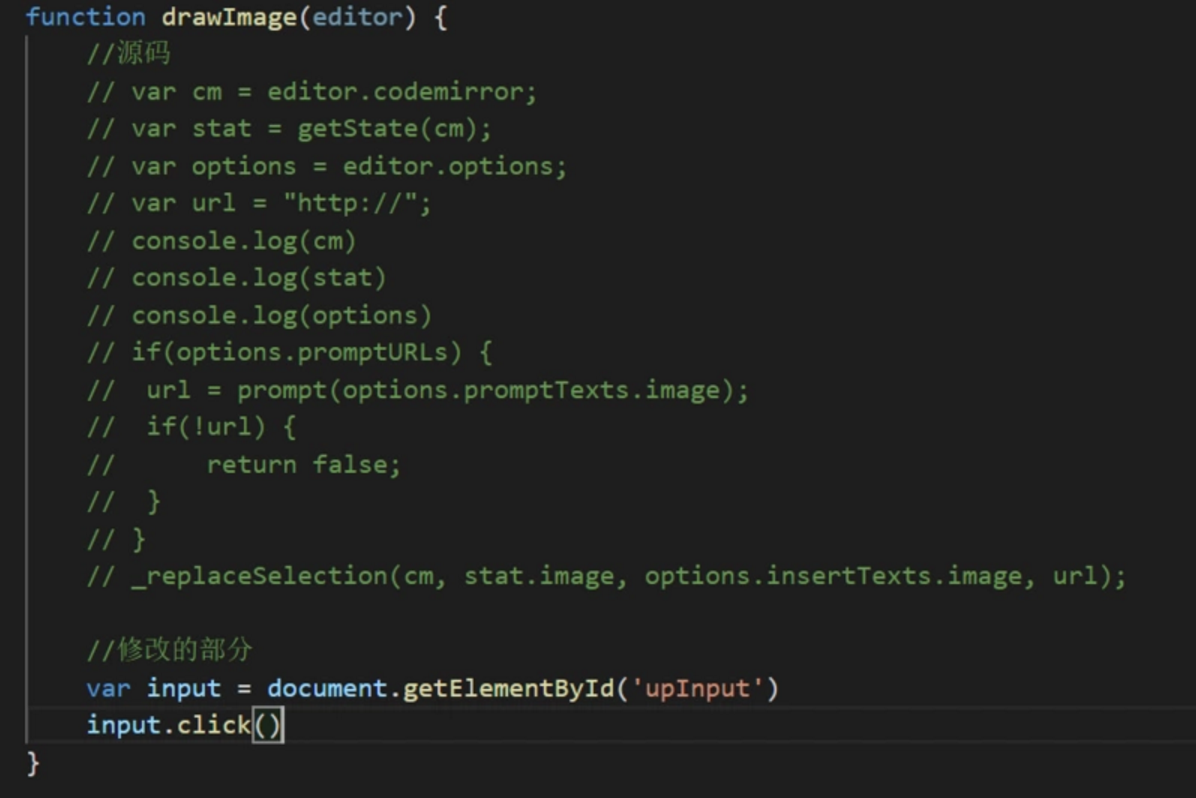 function drawImage(editor) {
//源码
// var cm = editor.codemirror;
// var stat = getState(cm);
// var options = editor.options;
// var url = "http://";
// console.log(cm)
// console.log(stat)
// console.log(options)
// if(options.promptURLs) {
//  url = prompt(options.promptTexts.image);
//  if(!url) {
//      return false;
//  }
// }
// _replaceSelection(cm, stat.image, options.insertTexts.image, url);
//修改的部分
var input = document.getElementById('upInput')
input.click()
}